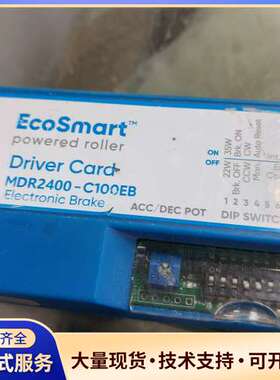 EcoSmart™
powered roller
Driver Card
MDR2400-C100EB
Electronic Brake
ACC/DEC POT
DIP SWITCH
ON
OFF
35W
Brk. ON
CW
Auto Reset
22W
Brk. OFF
CCW
1 2 3 4 5 6
齐全
式服务
大量现货·技术支持·可开